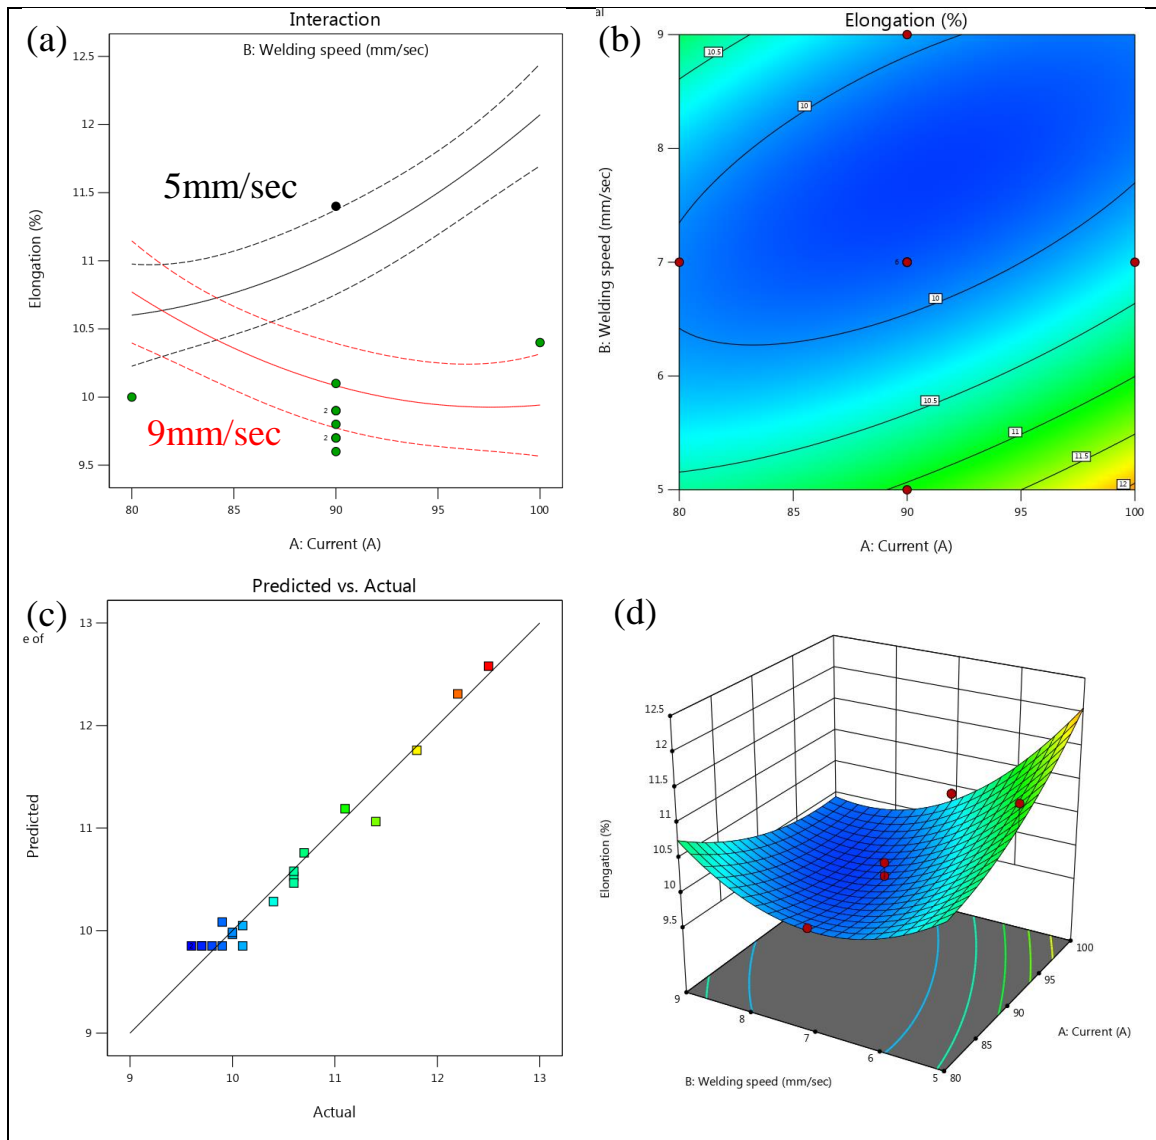 (a)
Interaction
B: Welding speed (mm/sec)
12.5
12
11.5
11
10.5
10
9.5
Elongation (%)
5mm/sec
9mm/sec
2
2
80
85
90
95
100
A: Current (A)
al
(b)
Elongation (%)
9
8
7
6
5
B: Welding speed (mm/sec)
10.5
10
6
10
10.5
11
11.5
12
80
85
90
95
100
A: Current (A)
(c)
e of
Predicted vs. Actual
13
12
11
10
9
Predicted
9
10
11
12
13
Actual
(d)
12.5
12
11.5
11
10.5
10
9.5
Elongation (%)
9
8
7
6
5
B: Welding speed (mm/sec)
80
85
90
95
100
A: Current (A)